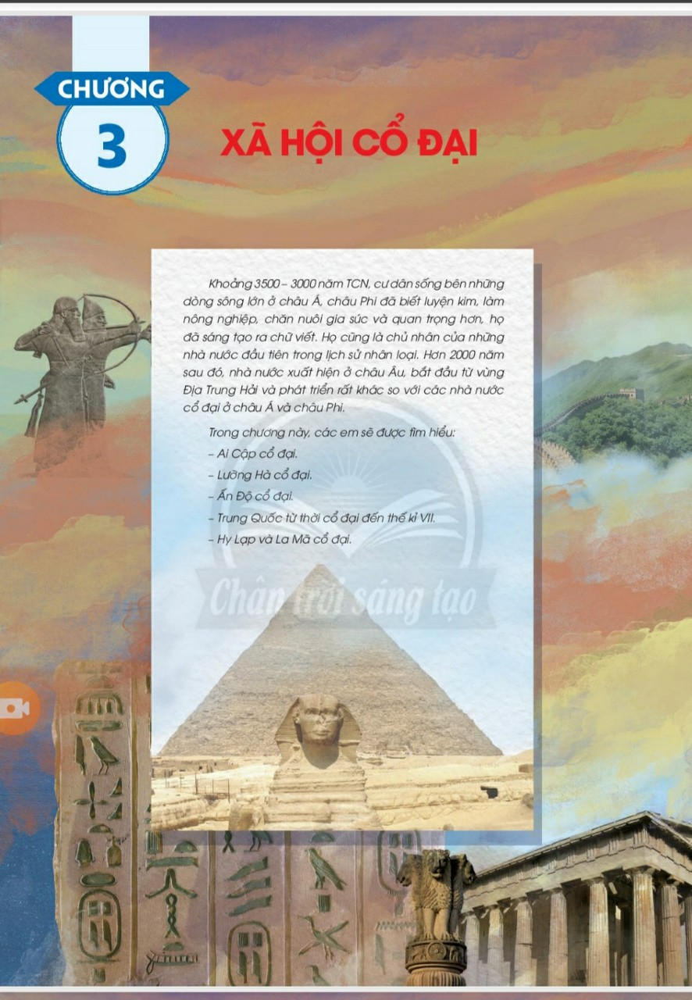 CHƯƠNG
3
XÃ HỘI CỔ ĐẠI
Khoảng 3500 – 3000 năm TCN, cư dân sống bên những
dòng sông lớn ở châu Á, châu Phi đã biết luyện kim, làm
nông nghiệp, chăn nuôi gia súc và quan trọng hơn, họ
đã sáng tạo ra chữ viết. Họ cũng là chủ nhân của những
nhà nước đầu tiên trong lịch sử nhân loại. Hơn 2000 năm
sau đó, nhà nước xuất hiện ở châu Âu, bắt đầu từ vùng
Địa Trung Hải và phát triển rất khác so với các nhà nước
cổ đại ở châu Á và châu Phi.
Trong chương này, các em sẽ được tìm hiểu:
– Ai Cập cổ đại.
– Lưỡng Hà cổ đại.
– Ấn Độ cổ đại.
– Trung Quốc từ thời cổ đại đến thế kỉ VII.
– Hy Lạp và La Mã cổ đại.
Chân trời sáng tạo